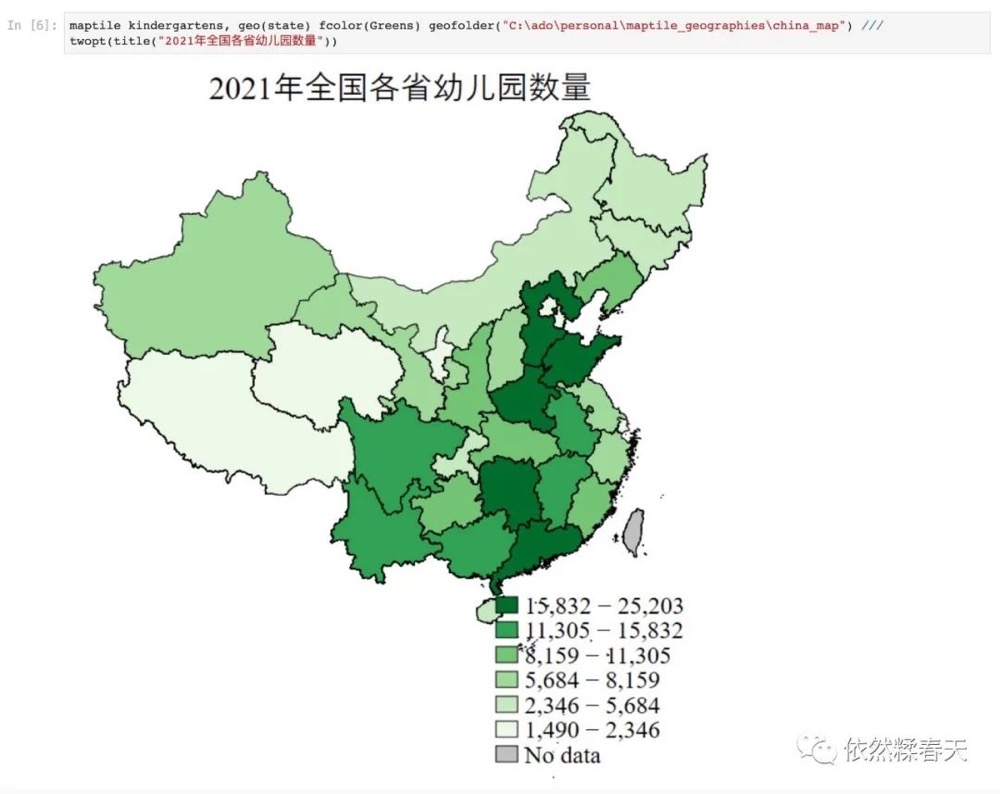 In [6]: maptile kindergartens, geo(state) fcolor(Greens) geofolder("C:\ado\personal\maptile_geographies\china_map") ///
twopt(title("2021年全国各省幼儿园数量"))
2021年全国各省幼儿园数量
15,832 − 25,203
11,305 − 15,832
8,159 − 11,305
5,684 − 8,159
2,346 − 5,684
1,490 − 2,346
No data
依然糅春天